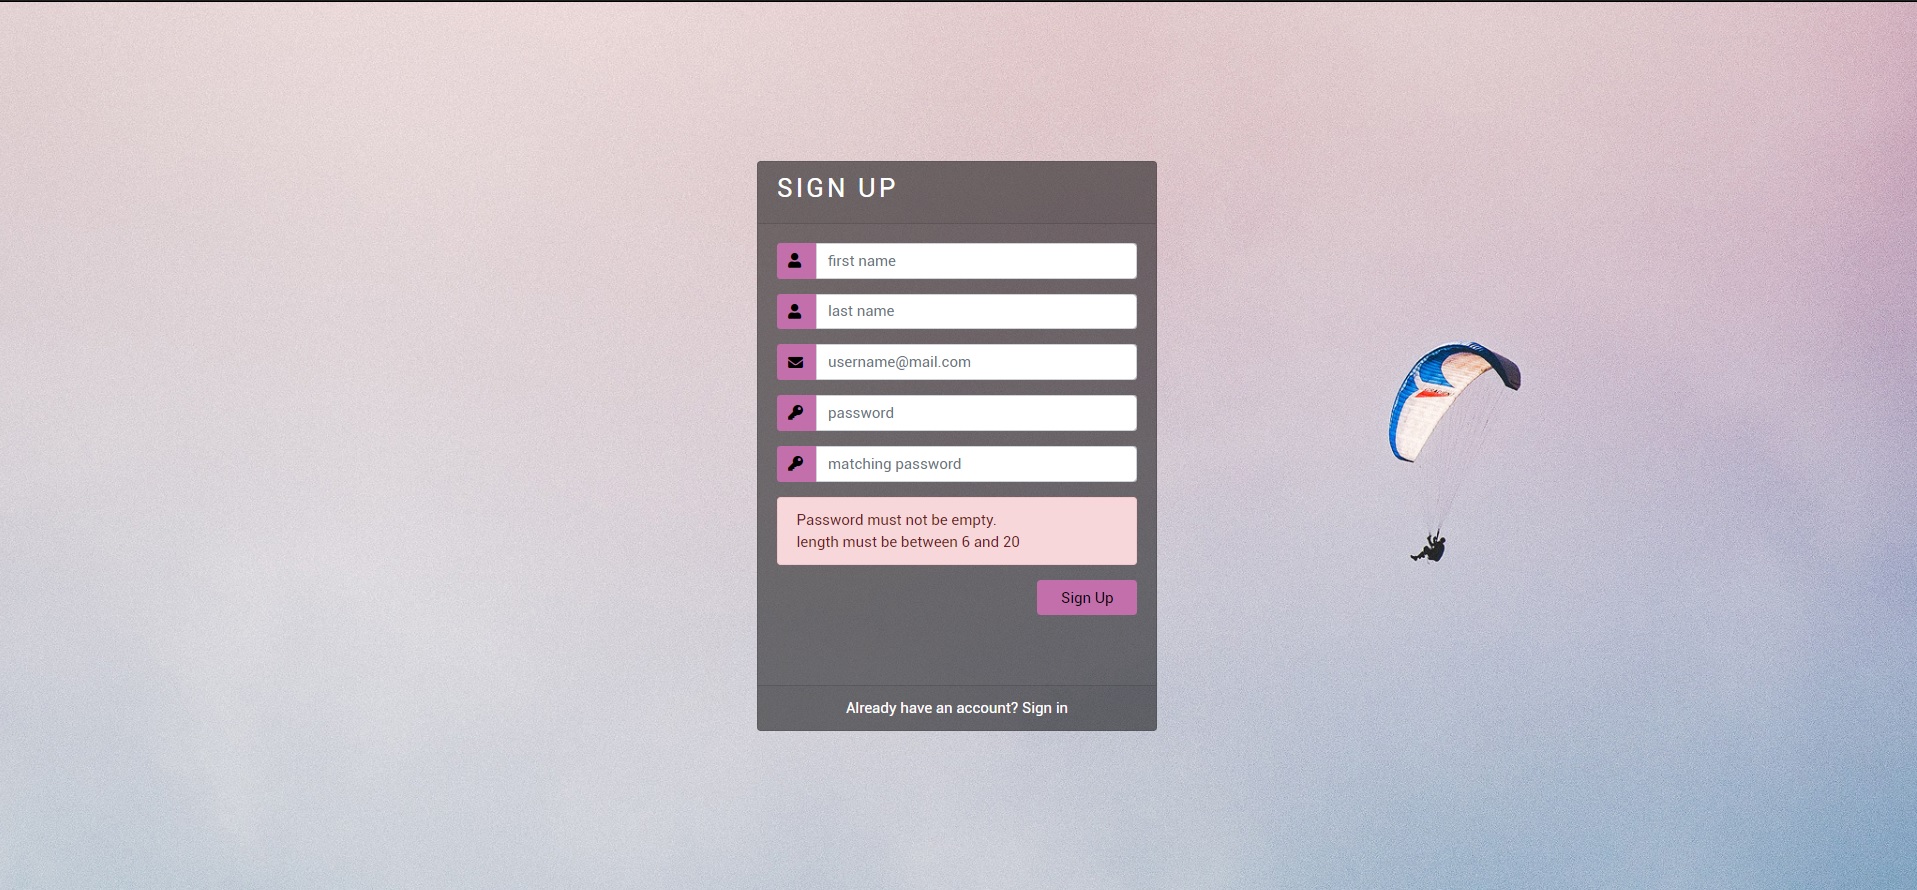 SIGN UP
first name
last name
username@mail.com
password
matching password
Password must not be empty.
length must be between 6 and 20
Sign Up
Already have an account? Sign in